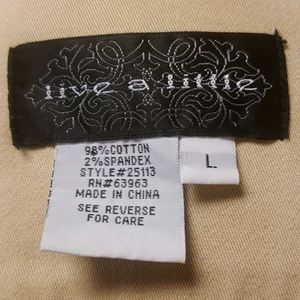 live a little
98%COTTON
2%SPANDEX
STYLE#25113
RN#63963
MADE IN CHINA
SEE REVERSE
FOR CARE
L